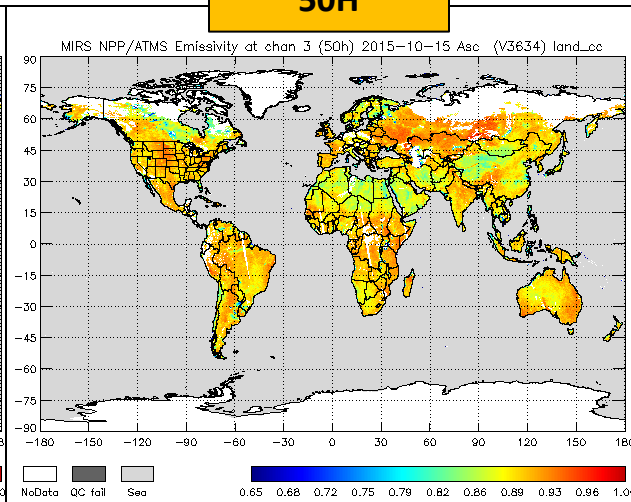 50H
MIRS NPP/ATMS Emissivity at chan 3 (50h) 2015-10-15 Asc (V3634) land_cc
90
75
60
45
30
15
0
-15
-30
-45
-60
-75
-90
-180 -150 -120 -90 -60 -30 0 30 60 90 120 150 180
NoData QC fail Sea
0.65 0.68 0.72 0.75 0.79 0.82 0.86 0.89 0.93 0.96